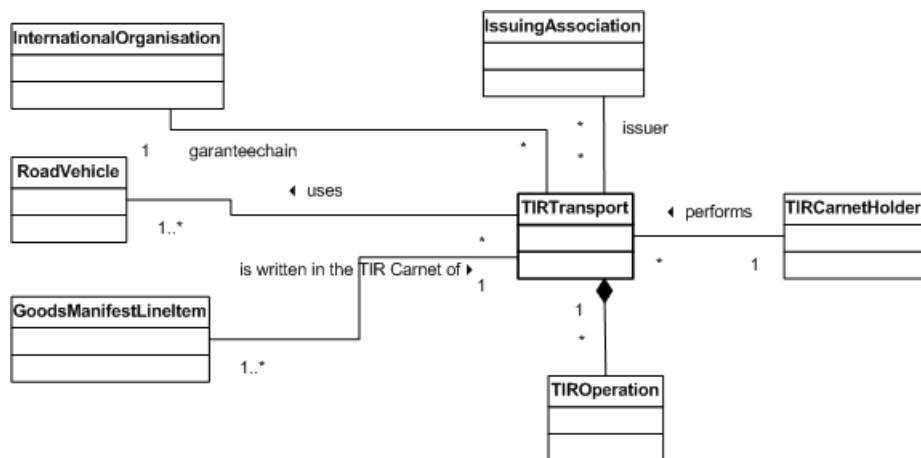 InternationalOrganisation
IssuingAssociation
*
issuer
1
garanteechain
*
*
RoadVehicle
◄ uses
TIRTransport
◄ performs
TIRCarnetHolder
1..*
*
is written in the TIR Carnet of ►
1
*
1
GoodsManifestLineItem
1
*
1..*
TIROperation